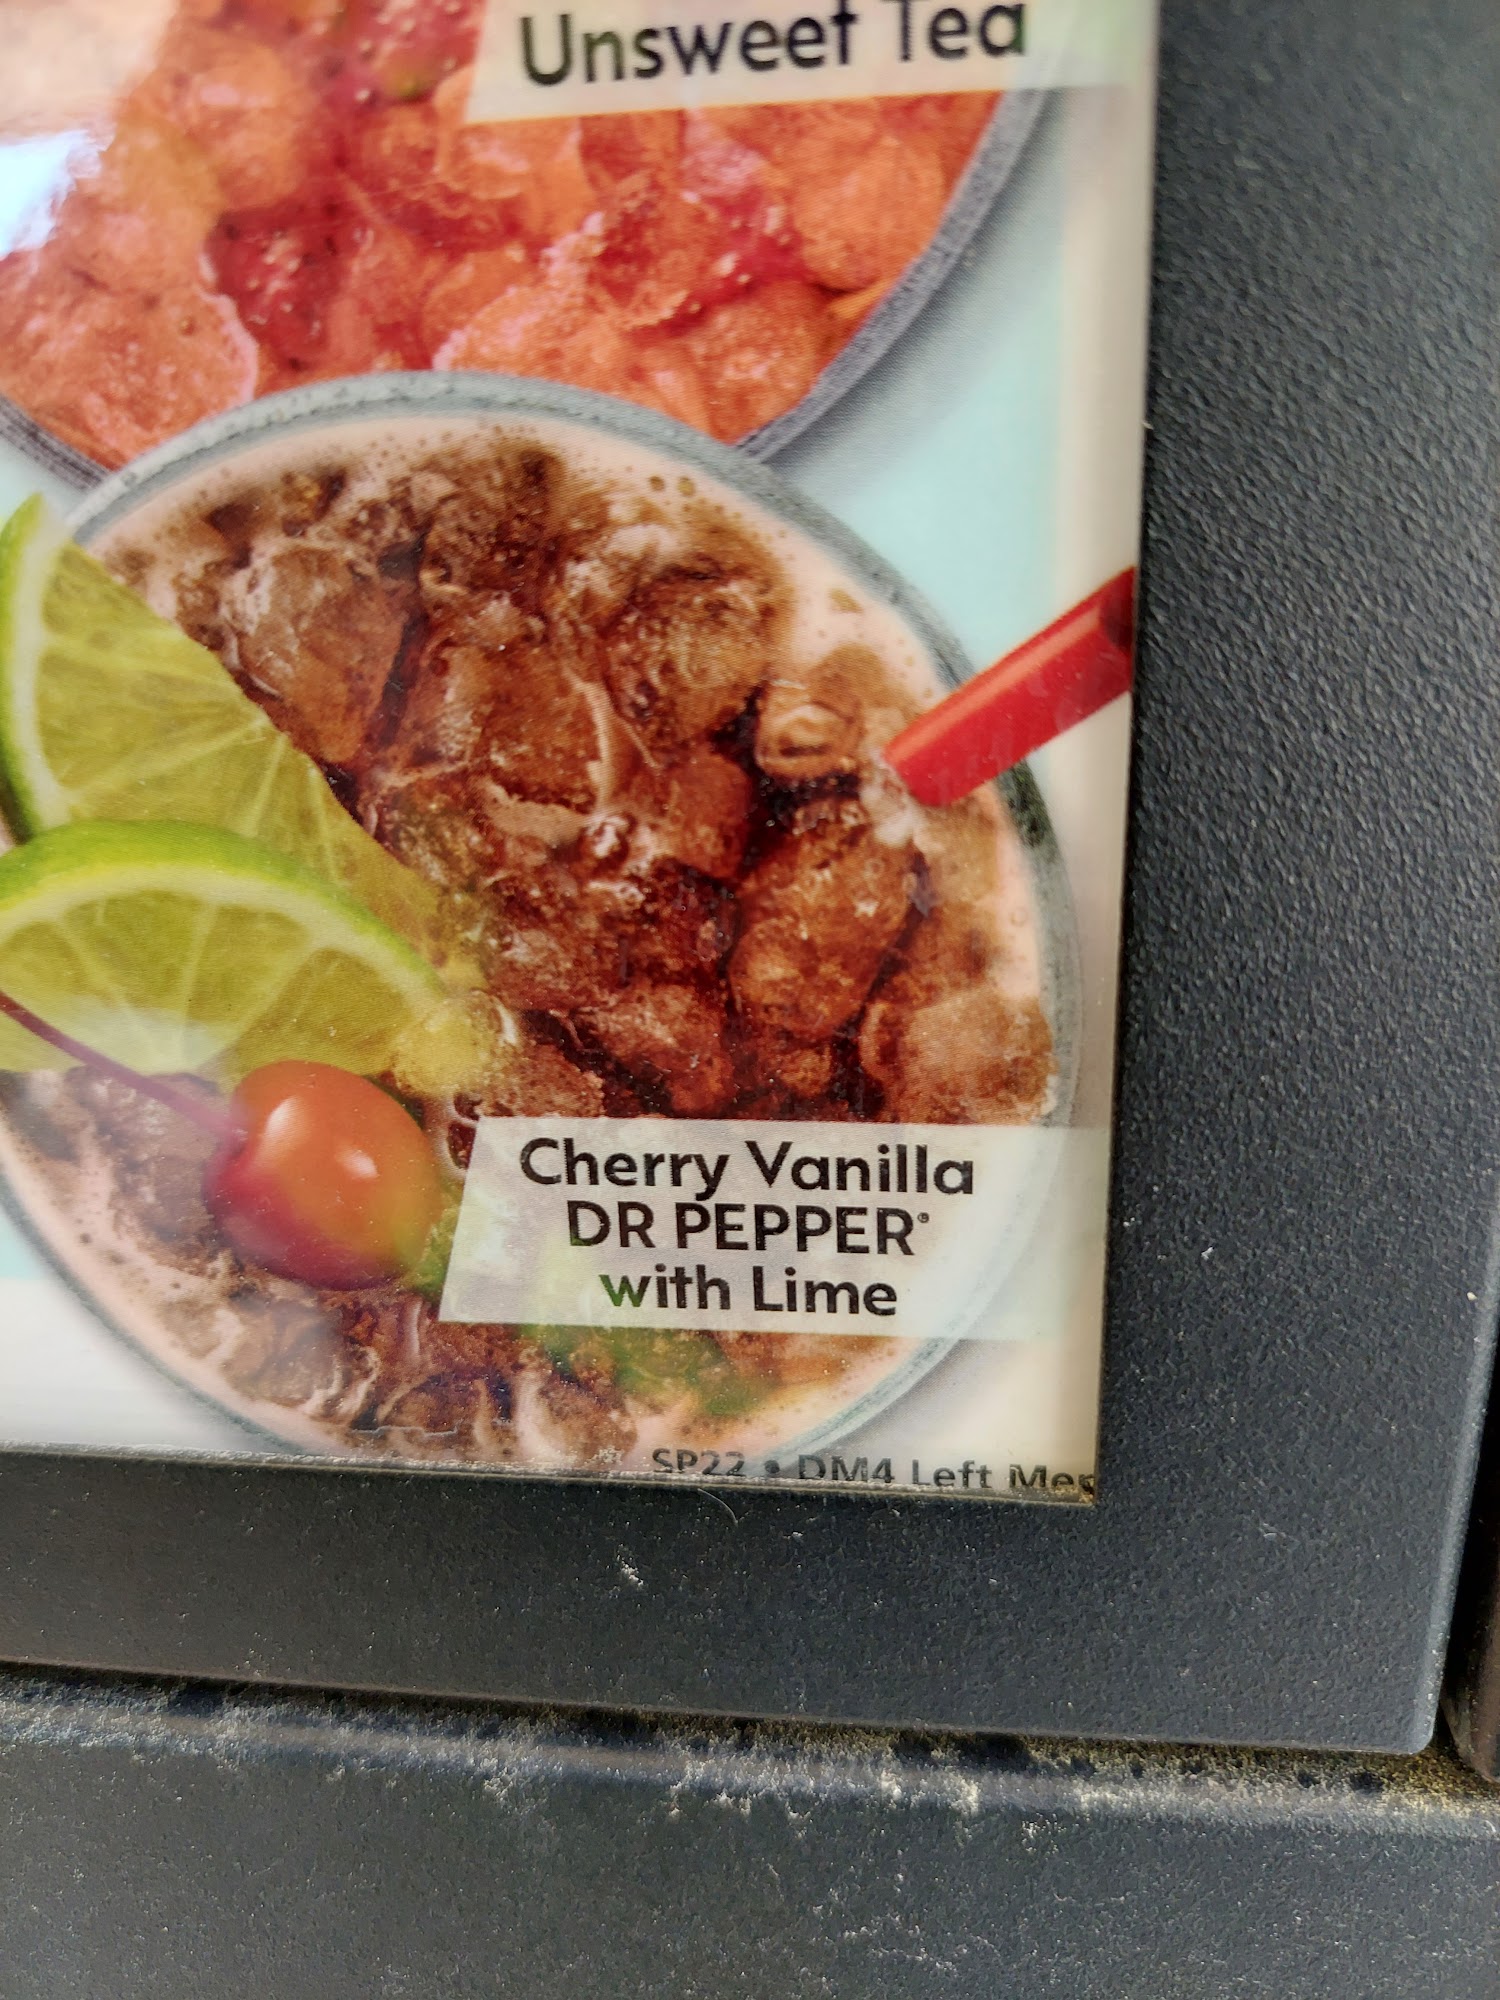 Unsweet Tea
Cherry Vanilla
DR PEPPER®
with Lime
SP22 • DM4 Left